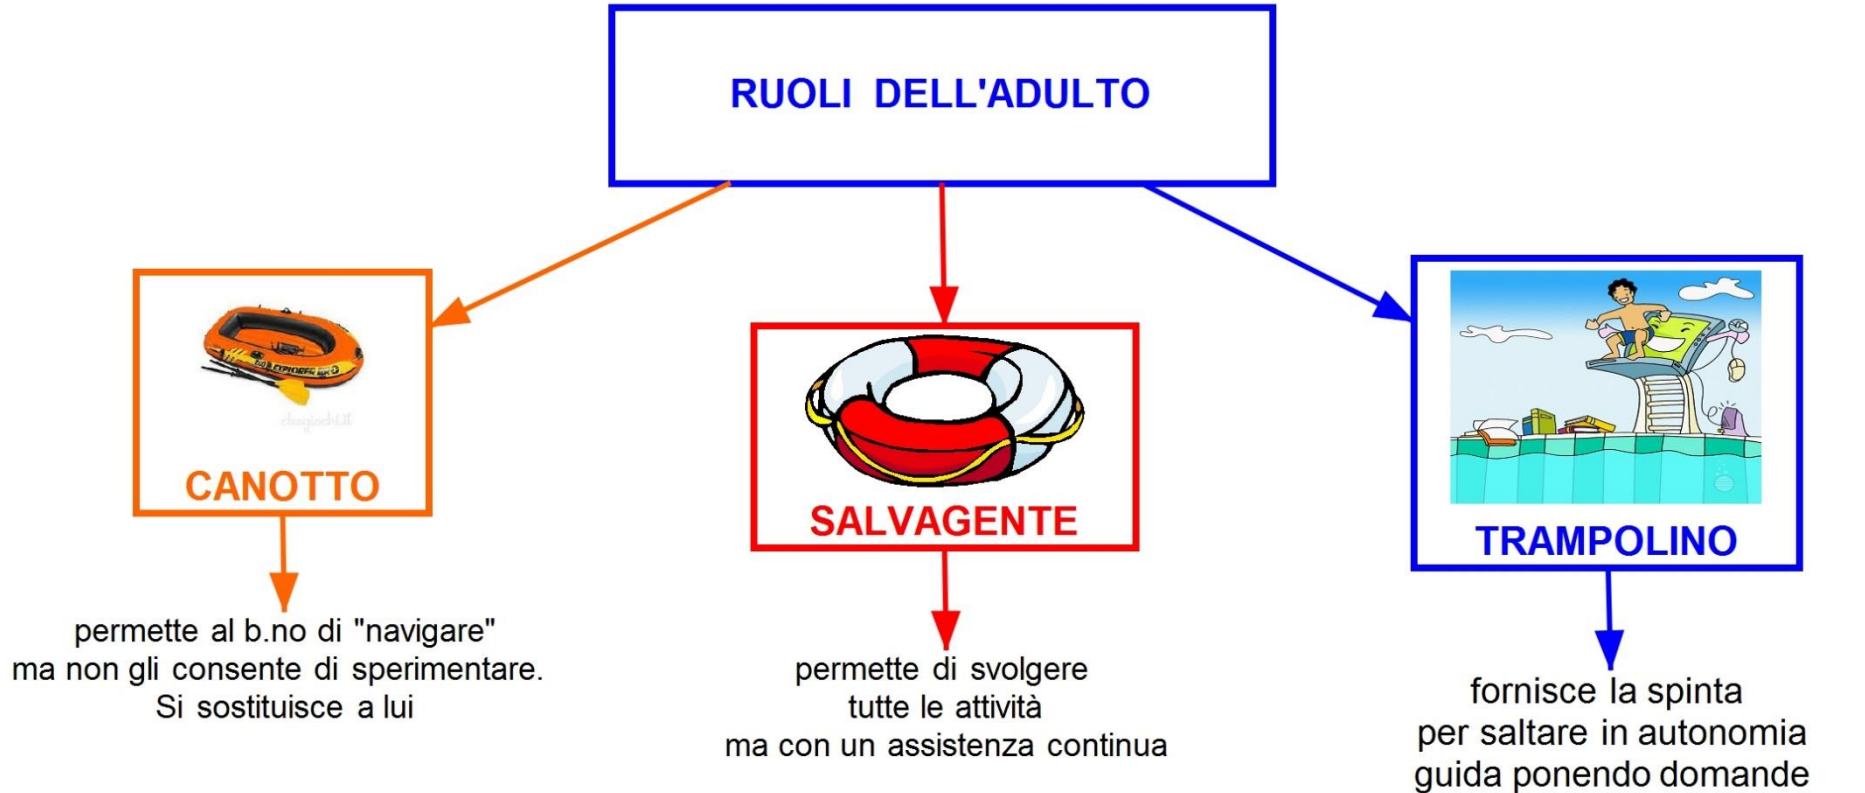 RUOLI DELL'ADULTO
EXPLORER
CANOTTO
permette al b.no di "navigare"
ma non gli consente di sperimentare.
Si sostituisce a lui
SALVAGENTE
permette di svolgere
tutte le attività
ma con un assistenza continua
TRAMPOLINO
fornisce la spinta
per saltare in autonomia
guida ponendo domande